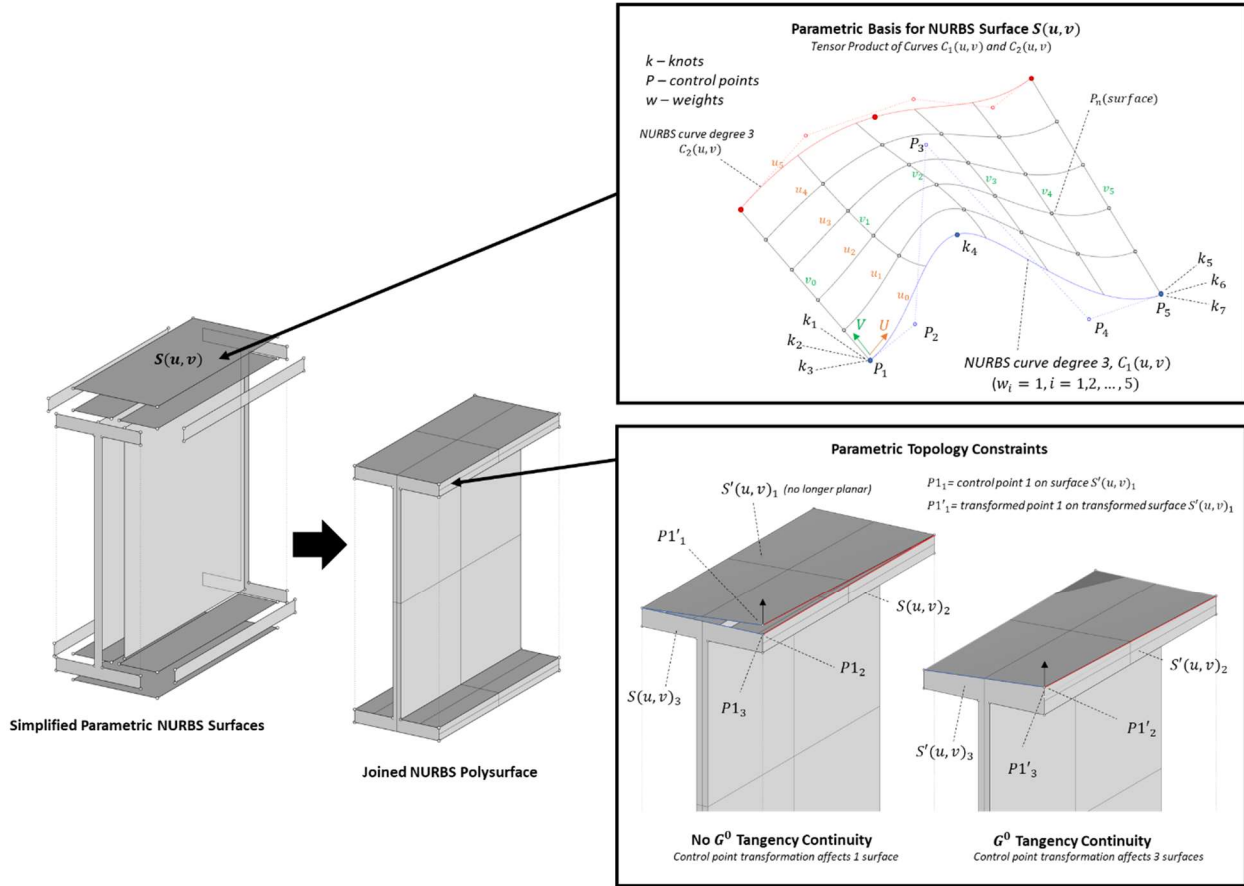 Parametric Basis for NURBS Surface S(u, v)
Tensor Product of Curves C₁(u, v) and C₂(u, v)
k – knots
P – control points
w – weights
NURBS curve degree 3
C₂(u, v)
Pₙ(surface)
P₃
u₅
u₄
u₃
u₂
u₁
u₀
v₀
v₁
v₂
v₃
v₄
v₅
k₄
k₅
k₆
k₇
P₅
P₄
P₂
V
U
k₁
k₂
k₃
P₁
NURBS curve degree 3, C₁(u, v)
(wᵢ = 1, i = 1,2, … , 5)
S(u, v)
Simplified Parametric NURBS Surfaces
Joined NURBS Polysurface
Parametric Topology Constraints
S′(u, v)₁ (no longer planar)
P1₁= control point 1 on surface S′(u, v)₁
P1′₁= transformed point 1 on transformed surface S′(u, v)₁
P1′₁
S(u, v)₂
P1₂
S(u, v)₃
P1₃
S′(u, v)₂
P1′₂
S′(u, v)₃
P1′₃
No G⁰ Tangency Continuity
Control point transformation affects 1 surface
G⁰ Tangency Continuity
Control point transformation affects 3 surfaces